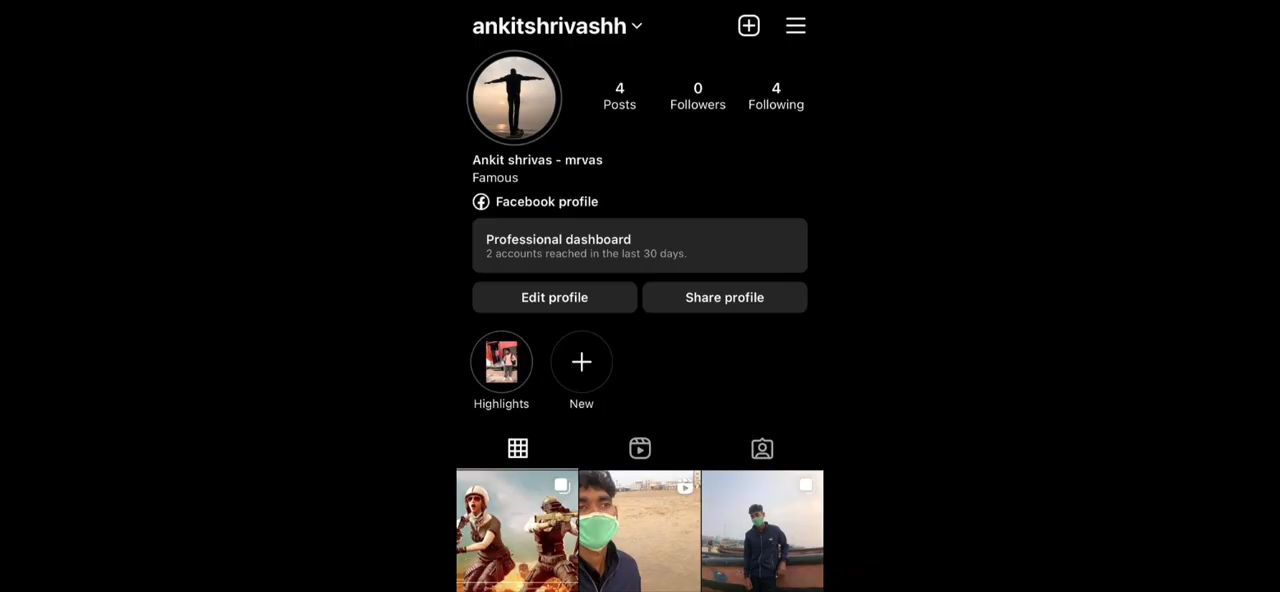 ankitshrivashh
4 0 4
Posts Followers Following
Ankit shrivas - mrvas
Famous
Facebook profile
Professional dashboard
2 accounts reached in the last 30 days.
Edit profile Share profile
Highlights New